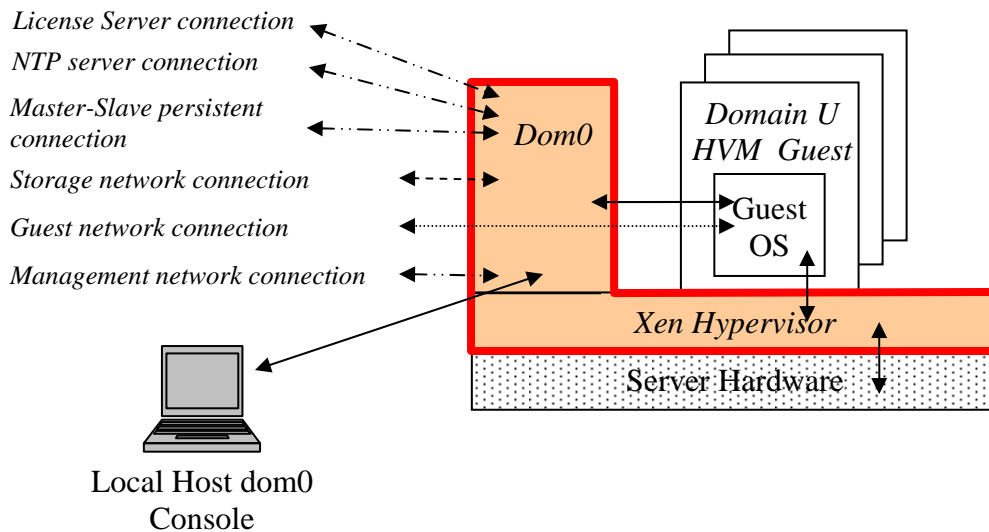 License Server connection
NTP server connection
Master-Slave persistent
connection
Storage network connection
Guest network connection
Management network connection
Dom0
Domain U
HVM Guest
Guest
OS
Xen Hypervisor
Server Hardware
Local Host dom0
Console